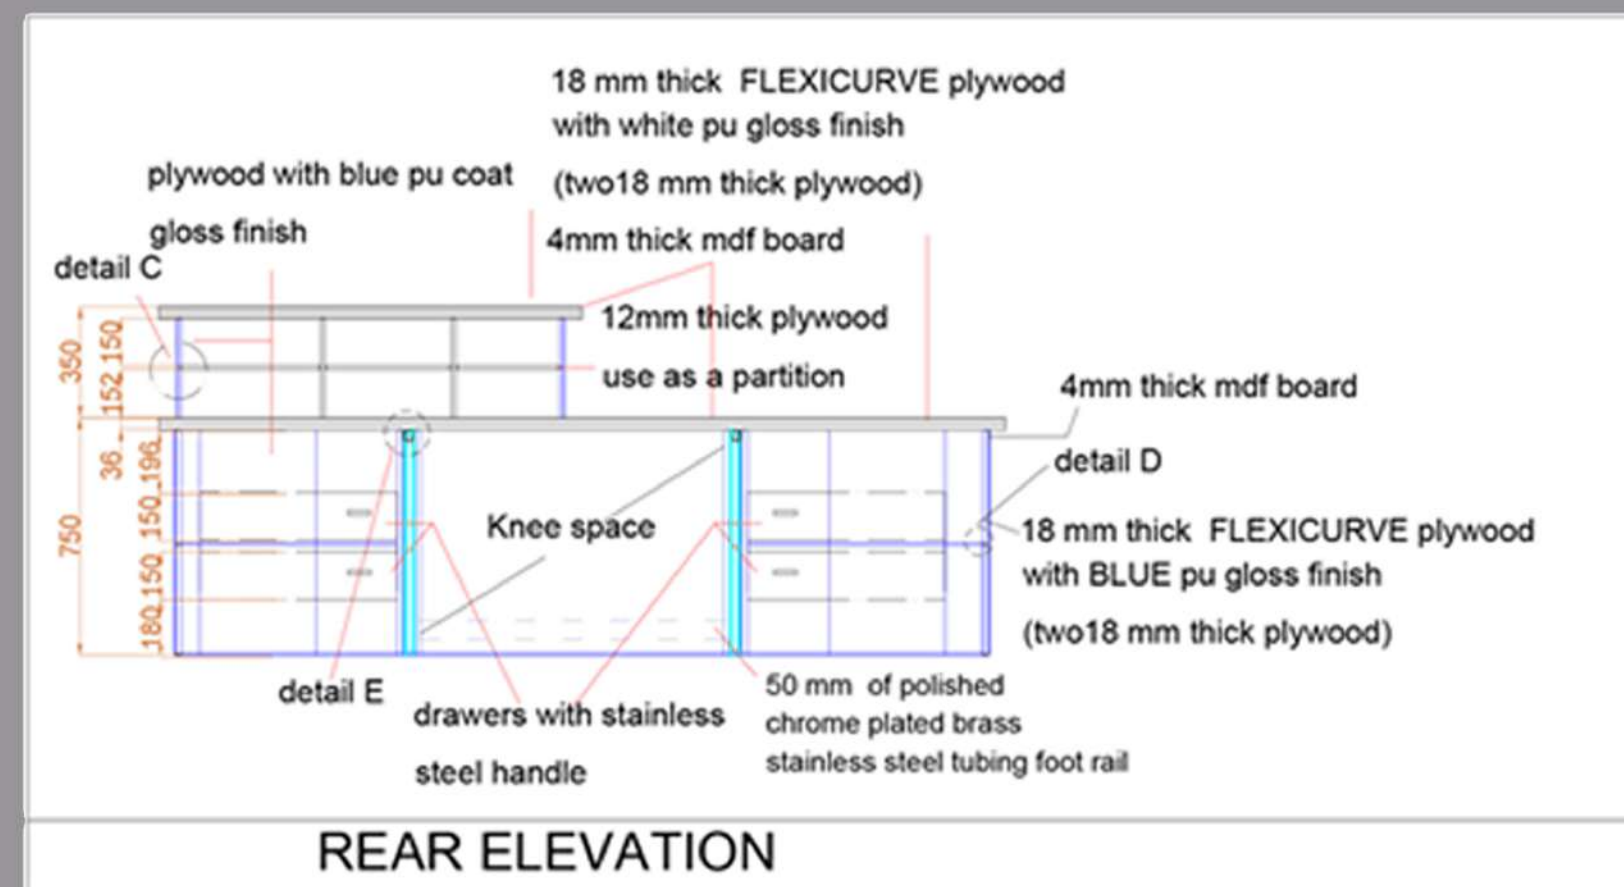 18 mm thick  FLEXICURVE plywood
with white pu gloss finish
(two18 mm thick plywood)
plywood with blue pu coat
gloss finish
4mm thick mdf board
detail C
12mm thick plywood
use as a partition
350
150
152
4mm thick mdf board
detail D
36
196
150
750
150
180
Knee space
18 mm thick  FLEXICURVE plywood
with BLUE pu gloss finish
(two18 mm thick plywood)
detail E
drawers with stainless
steel handle
50 mm  of polished
chrome plated brass
stainless steel tubing foot rail
REAR ELEVATION